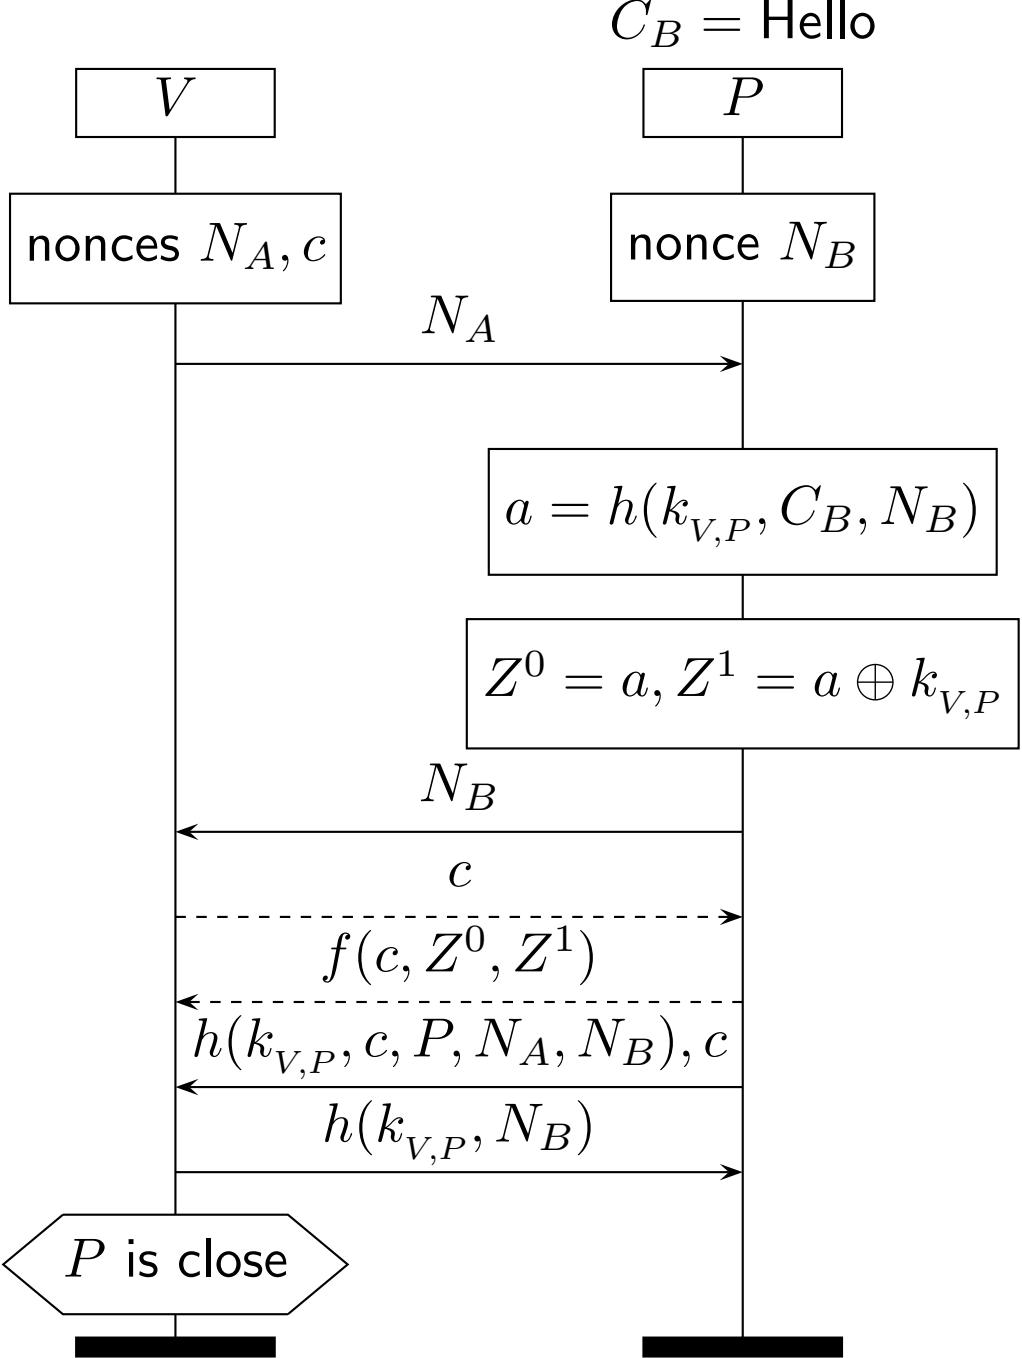 C_B = Hello
V
P
nonces N_A, c
nonce N_B
N_A
a = h(k_{V,P}, C_B, N_B)
Z^0 = a, Z^1 = a ⊕ k_{V,P}
N_B
c
f(c, Z^0, Z^1)
h(k_{V,P}, c, P, N_A, N_B), c
h(k_{V,P}, N_B)
P is close